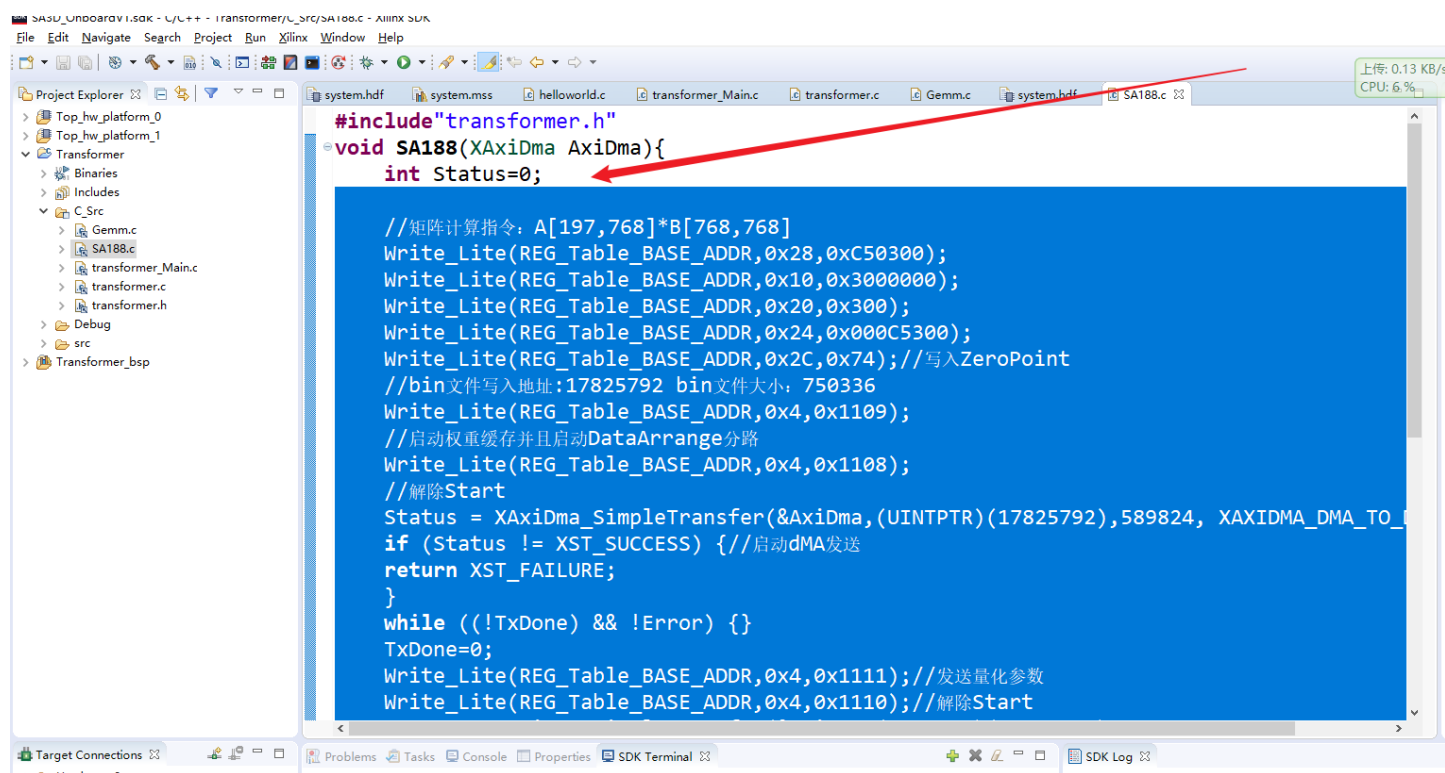 SA3D_OnboardV1.sdk - C/C++ - Transformer/C_Src/SA188.c - Xilinx SDK
File Edit Navigate Search Project Run Xilinx Window Help
上传: 0.13 KB/s
CPU: 6 %
Project Explorer
system.hdf system.mss helloworld.c transformer_Main.c transformer.c Gemm.c system.hdf SA188.c
Top_hw_platform_0
Top_hw_platform_1
Transformer
Binaries
Includes
C_Src
Gemm.c
SA188.c
transformer_Main.c
transformer.c
transformer.h
Debug
src
Transformer_bsp
#include"transformer.h"
void SA188(XAxiDma AxiDma){
int Status=0;
//矩阵计算指令：A[197,768]*B[768,768]
Write_Lite(REG_Table_BASE_ADDR,0x28,0xC50300);
Write_Lite(REG_Table_BASE_ADDR,0x10,0x3000000);
Write_Lite(REG_Table_BASE_ADDR,0x20,0x300);
Write_Lite(REG_Table_BASE_ADDR,0x24,0x000C5300);
Write_Lite(REG_Table_BASE_ADDR,0x2C,0x74);//写入ZeroPoint
//bin文件写入地址:17825792 bin文件大小：750336
Write_Lite(REG_Table_BASE_ADDR,0x4,0x1109);
//启动权重缓存并且启动DataArrange分路
Write_Lite(REG_Table_BASE_ADDR,0x4,0x1108);
//解除Start
Status = XAxiDma_SimpleTransfer(&AxiDma,(UINTPTR)(17825792),589824, XAXIDMA_DMA_TO_
if (Status != XST_SUCCESS) {//启动dMA发送
return XST_FAILURE;
}
while ((!TxDone) && !Error) {}
TxDone=0;
Write_Lite(REG_Table_BASE_ADDR,0x4,0x1111);//发送量化参数
Write_Lite(REG_Table_BASE_ADDR,0x4,0x1110);//解除Start
Target Connections
Problems Tasks Console Properties SDK Terminal
SDK Log